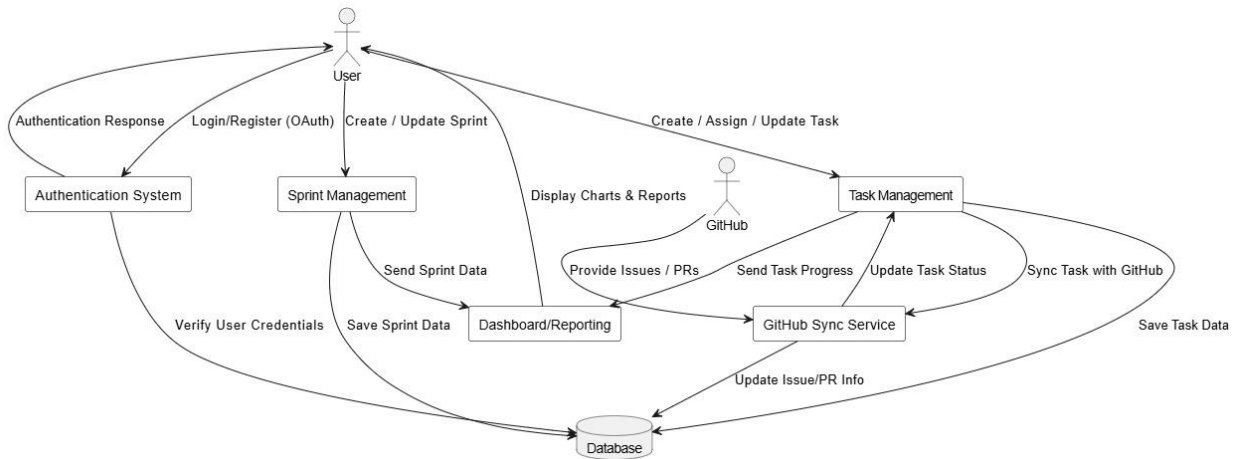 User
Authentication Response
Login/Register (OAuth)
Create / Update Sprint
Create / Assign / Update Task
Authentication System
Sprint Management
Display Charts & Reports
GitHub
Task Management
Send Sprint Data
Provide Issues / PRs
Send Task Progress
Update Task Status
Sync Task with GitHub
Verify User Credentials
Save Sprint Data
Dashboard/Reporting
GitHub Sync Service
Save Task Data
Update Issue/PR Info
Database